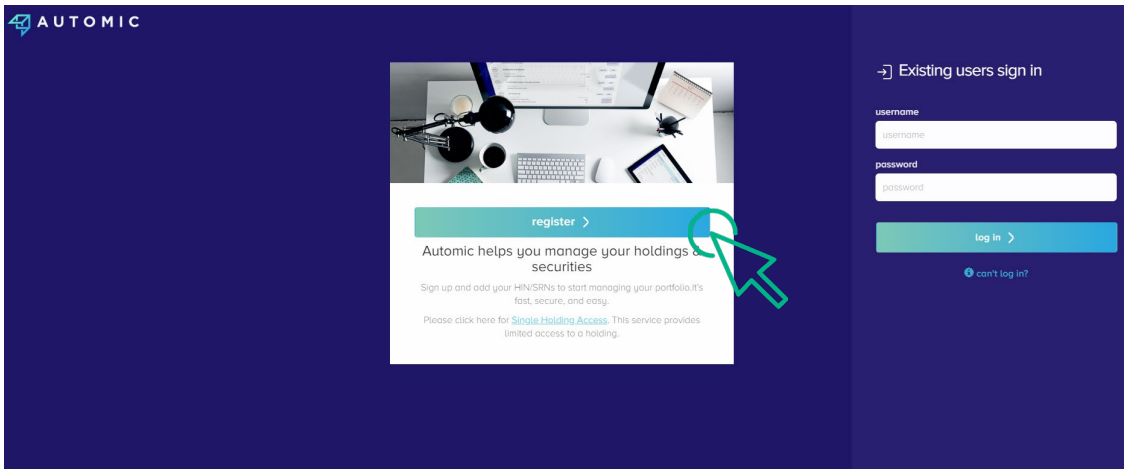 AUTOMIC
register
Automic helps you manage your holdings &
securities
Sign up and add your HIN/SRNs to start managing your portfolio.It's
fast, secure, and easy.
Please click here for Single Holding Access. This service provides
limited access to a holding.
Existing users sign in
username
username
password
password
log in
can't log in?